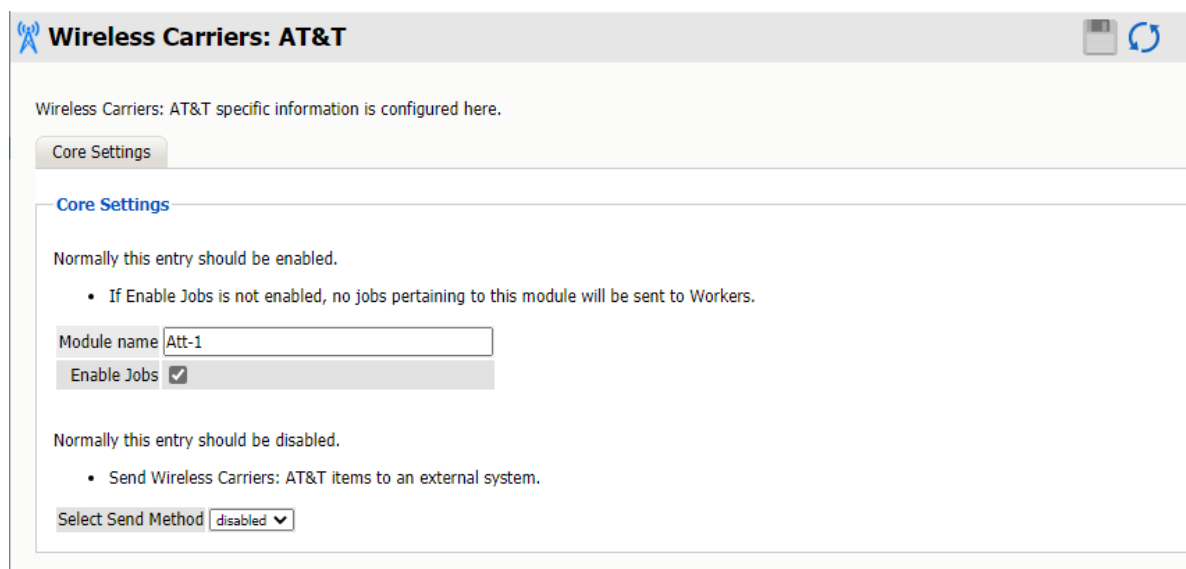 Wireless Carriers: AT&T
Wireless Carriers: AT&T specific information is configured here.
Core Settings
Core Settings
Normally this entry should be enabled.
• If Enable Jobs is not enabled, no jobs pertaining to this module will be sent to Workers.
Module name Att-1
Enable Jobs
Normally this entry should be disabled.
• Send Wireless Carriers: AT&T items to an external system.
Select Send Method disabled